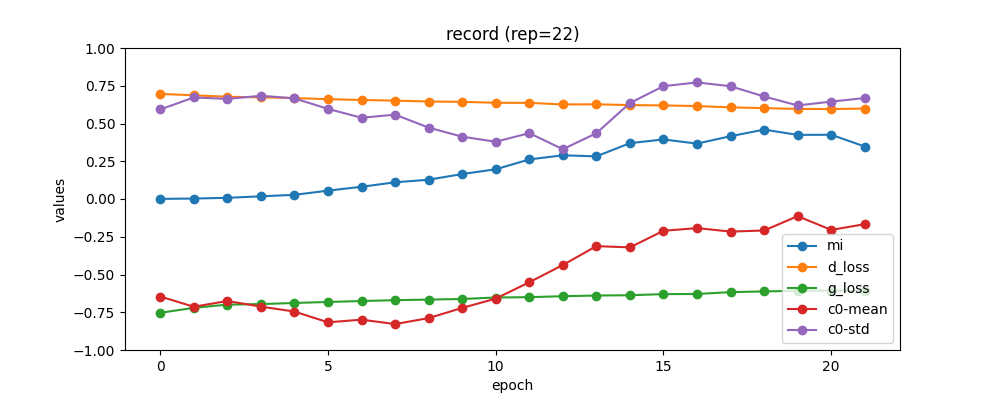 record (rep=22)
1.00
0.75
0.50
0.25
0.00
−0.25
−0.50
−0.75
−1.00
values
0
5
10
15
20
epoch
mi
d_loss
g_loss
c0-mean
c0-std